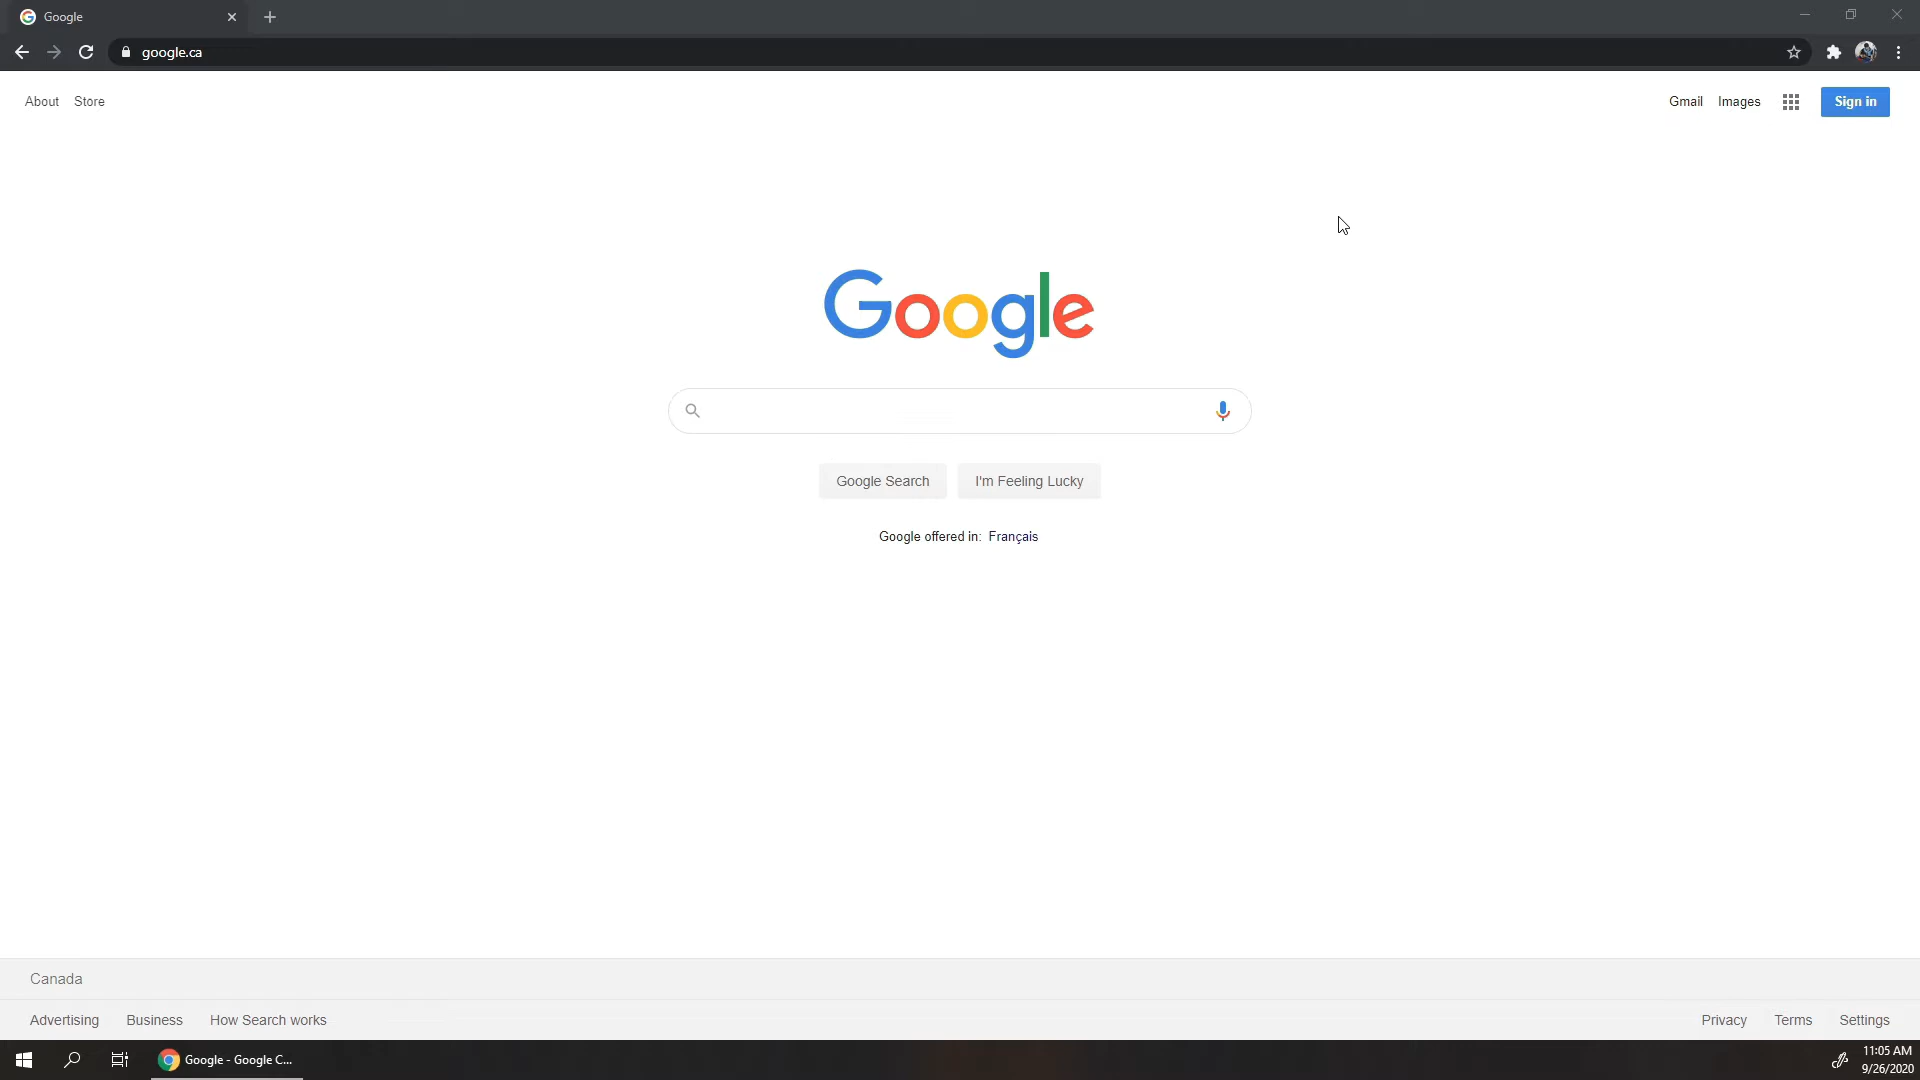 Google
google.ca
About Store
Gmail Images Sign in
Google
Google Search I'm Feeling Lucky
Google offered in: Français
Canada
Advertising Business How Search works
Privacy Terms Settings
Google - Google C...
11:05 AM
9/26/2020